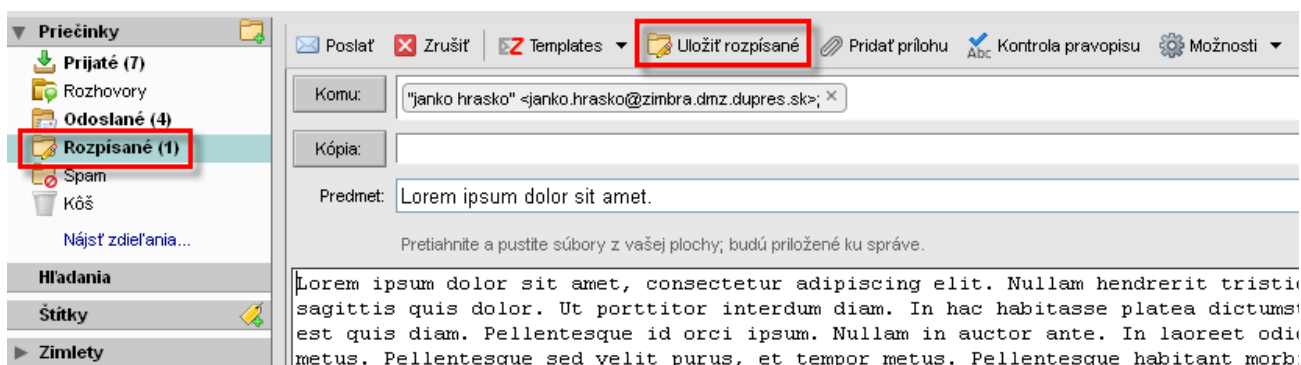 Priečinky
Prijaté (7)
Rozhovory
Odoslané (4)
Rozpísané (1)
Spam
Kôš
Nájsť zdieľania...
Hľadania
Štítky
Zimlety
Poslať Zrušiť Templates Uložiť rozpísané Pridať prílohu Abc Kontrola pravopisu Možnosti
Komu: "janko hrasko" <janko.hrasko@zimbra.dmz.dupres.sk>;
Kópia:
Predmet: Lorem ipsum dolor sit amet.
Pretiahnite a pustite súbory z vašej plochy; budú priložené ku správe.
Lorem ipsum dolor sit amet, consectetur adipiscing elit. Nullam hendrerit tristi
sagittis quis dolor. Ut porttitor interdum diam. In hac habitasse platea dictums
est quis diam. Pellentesque id orci ipsum. Nullam in auctor ante. In laoreet odi
metus. Pellentesque sed velit purus, et tempor metus. Pellentesque habitant morb